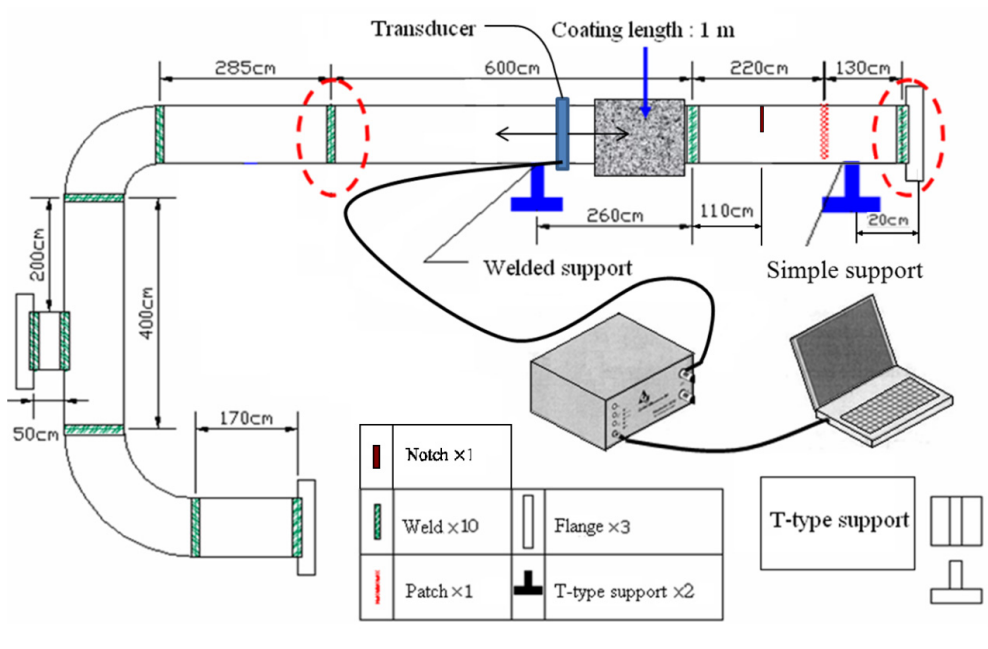 Transducer
Coating length : 1 m
285cm
600cm
220cm
130cm
260cm
110cm
20cm
Welded support
Simple support
200cm
400cm
50cm
170cm
Notch ×1
Weld ×10
Flange ×3
Patch ×1
T-type support ×2
T-type support